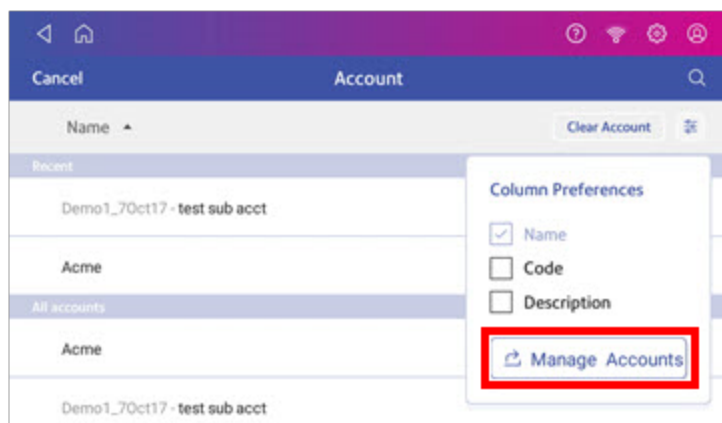 Cancel Account
Name Clear Account
Recent
Column Preferences
Demo1_7Oct17 - test sub acct
Name
Acme
Code
All accounts
Description
Acme
Manage Accounts
Demo1_7Oct17 - test sub acct